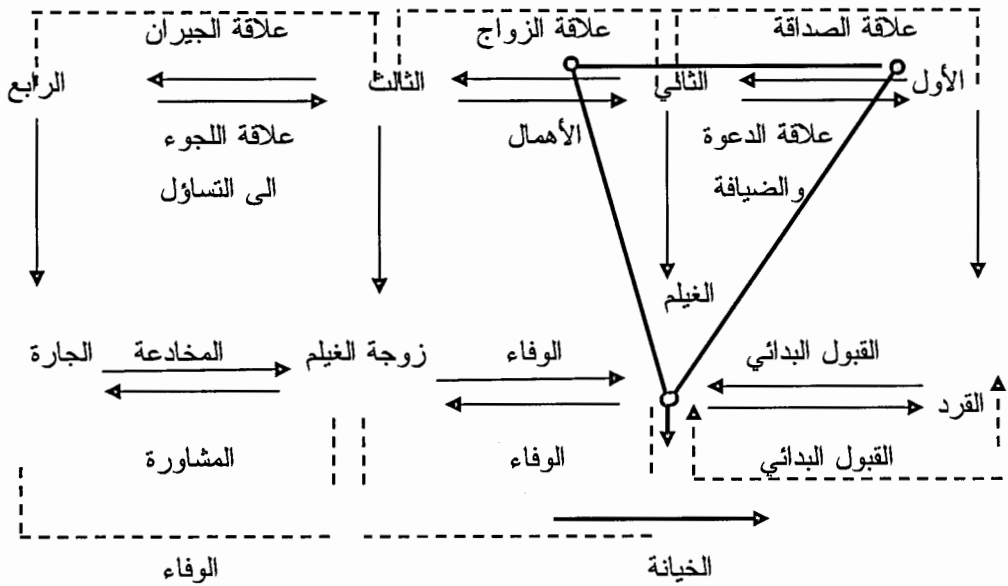 علاقة الصداقة علاقة الزواج علاقة الجيران
الأول الثاني الثالث الرابع
علاقة الدعوة الأهمال علاقة اللجوء
والضيافة الى التساؤل
الغيلم
القبول البدائي الوفاء زوجة الغيلم المخادعة الجارة
القرد
القبول البدائي الوفاء المشاورة
الخيانة الوفاء